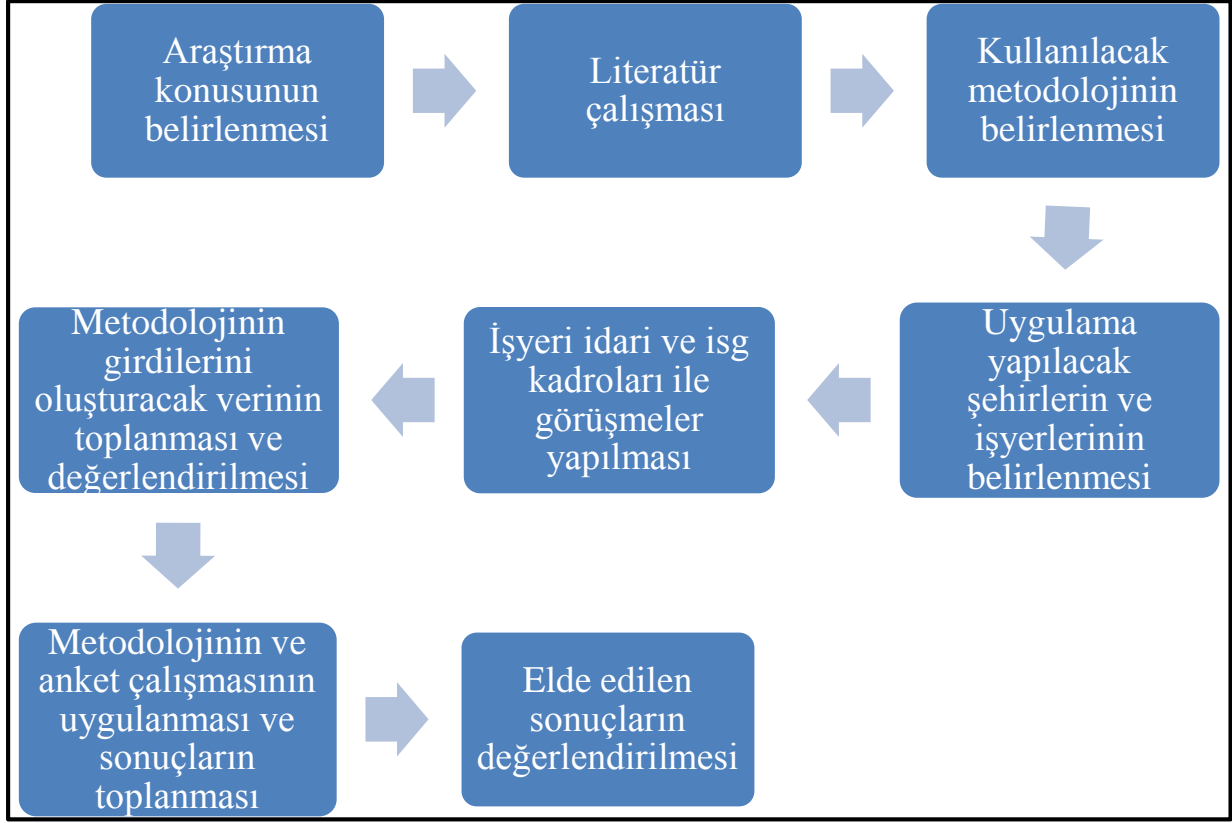 Araştırma
konusunun
belirlenmesi
Literatür
çalışması
Kullanılacak
metodolojinin
belirlenmesi
Uygulama
yapılacak
şehirlerin ve
işyerlerinin
belirlenmesi
İşyeri idari ve isg
kadroları ile
görüşmeler
yapılması
Metodolojinin
girdilerini
oluşturacak verinin
toplanması ve
değerlendirilmesi
Metodolojinin ve
anket çalışmasının
uygulanması ve
sonuçların
toplanması
Elde edilen
sonuçların
değerlendirilmesi